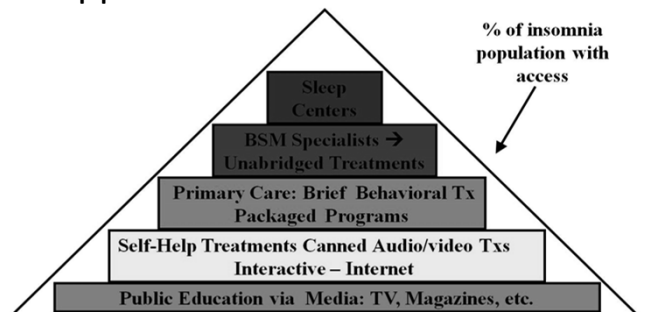 % of insomnia
population with
access
Sleep
Centers
BSM Specialists →
Unabridged Treatments
Primary Care: Brief Behavioral Tx
Packaged Programs
Self-Help Treatments Canned Audio/video Txs
Interactive – Internet
Public Education via Media: TV, Magazines, etc.